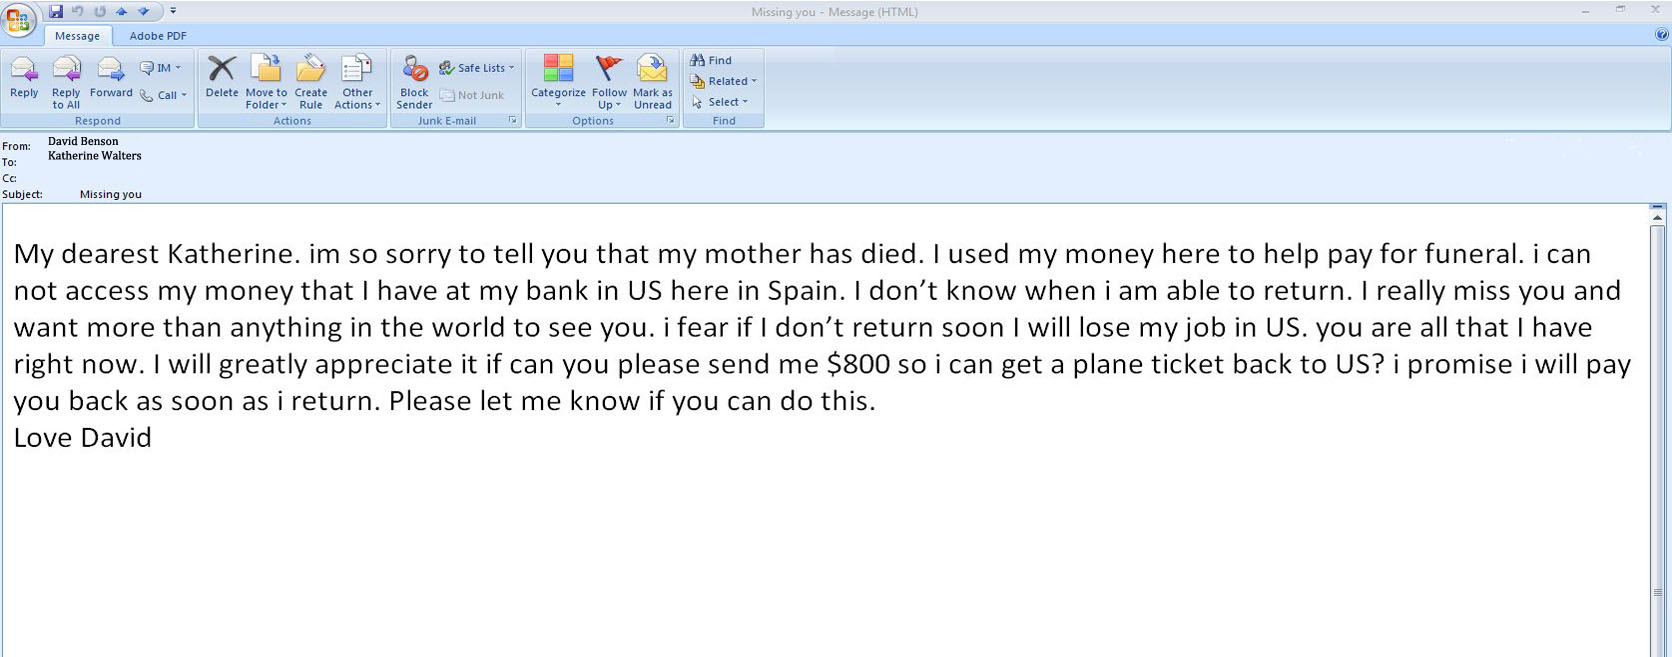 Missing you - Message (HTML)
Message Adobe PDF
Reply Reply to All Forward IM Call
Respond
Delete Move to Folder Create Rule Other Actions
Actions
Block Sender Safe Lists Not Junk
Junk E-mail
Categorize Follow Up Mark as Unread
Options
Find Related Select
Find
From: David Benson
To: Katherine Walters
Cc:
Subject: Missing you
My dearest Katherine. im so sorry to tell you that my mother has died. I used my money here to help pay for funeral. i can
not access my money that I have at my bank in US here in Spain. I don’t know when i am able to return. I really miss you and
want more than anything in the world to see you. i fear if I don’t return soon I will lose my job in US. you are all that I have
right now. I will greatly appreciate it if can you please send me $800 so i can get a plane ticket back to US? i promise i will pay
you back as soon as i return. Please let me know if you can do this.
Love David